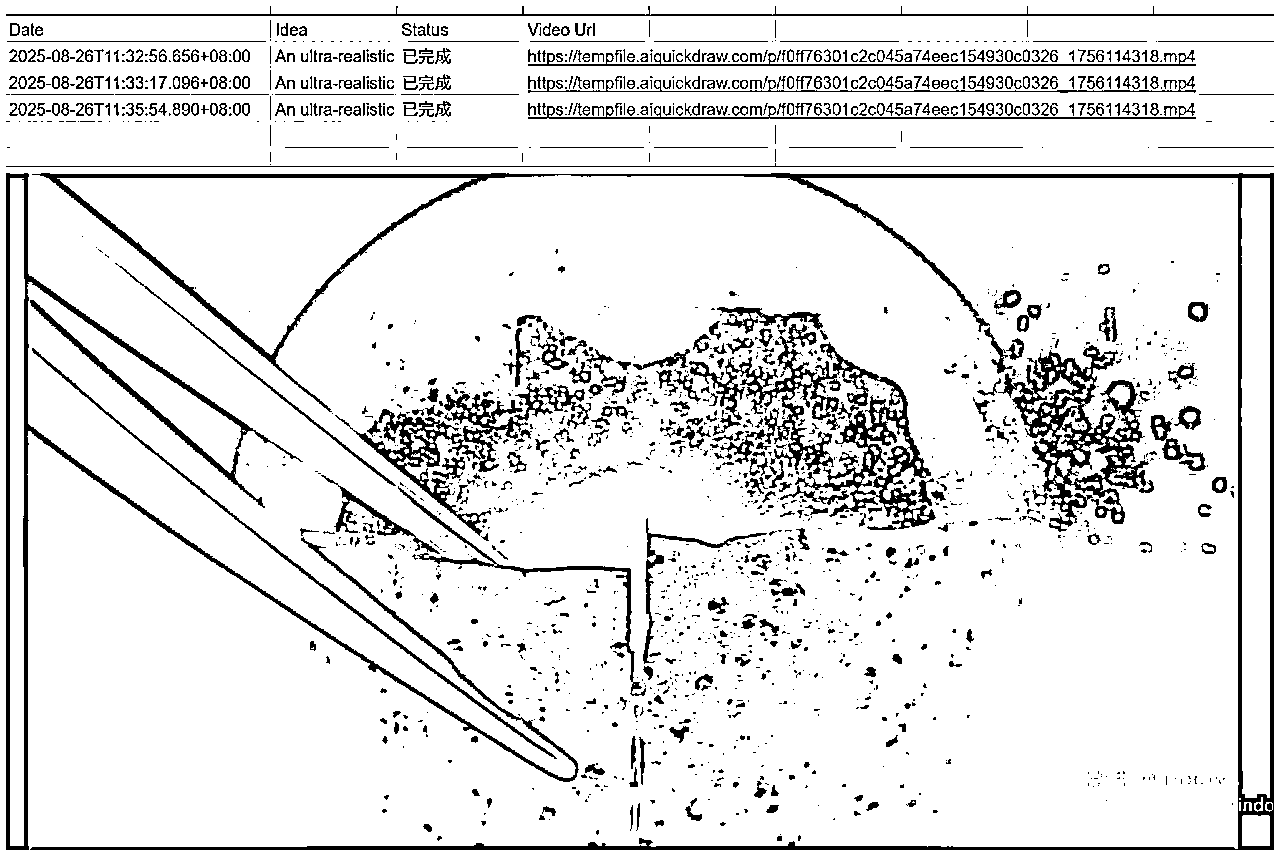 Date Idea Status Video Url
2025-08-26T11:32:56.656+08:00 An ultra-realistic 已完成 https://tempfile.aiquickdraw.com/p/f0ff76301c2c045a74eec154930c0326_1756114318.mp4
2025-08-26T11:33:17.096+08:00 An ultra-realistic 已完成 https://tempfile.aiquickdraw.com/p/f0ff76301c2c045a74eec154930c0326_1756114318.mp4
2025-08-26T11:35:54.890+08:00 An ultra-realistic 已完成 https://tempfile.aiquickdraw.com/p/f0ff76301c2c045a74eec154930c0326_1756114318.mp4
indo